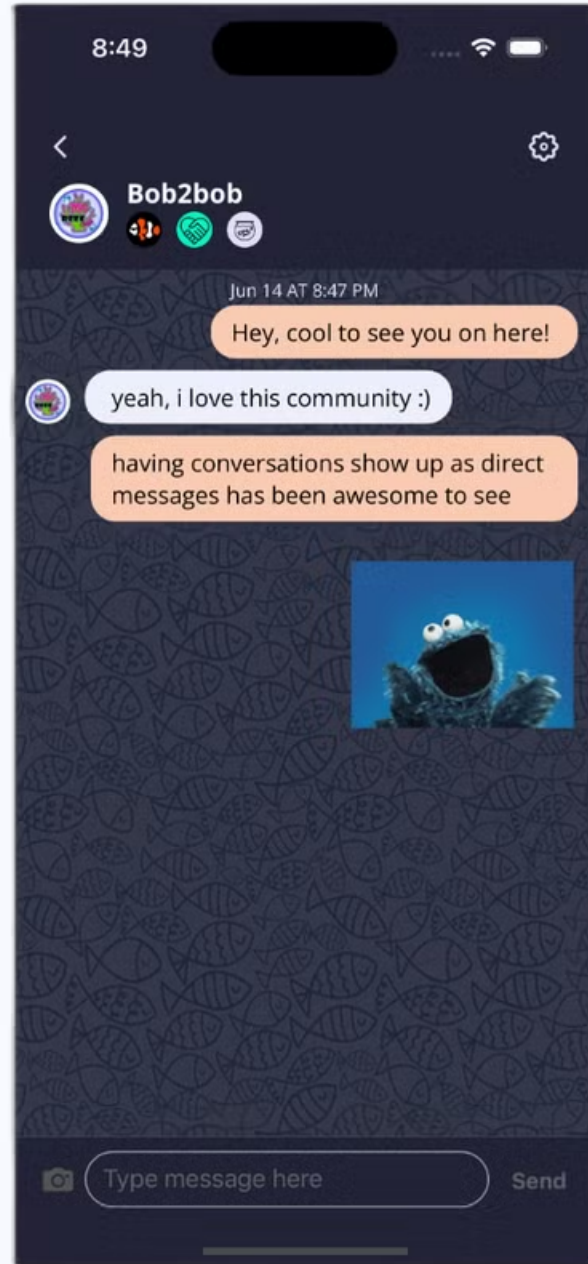 8:49
Bob2bob
Jun 14 AT 8:47 PM
Hey, cool to see you on here!
yeah, i love this community :)
having conversations show up as direct
messages has been awesome to see
Type message here
Send